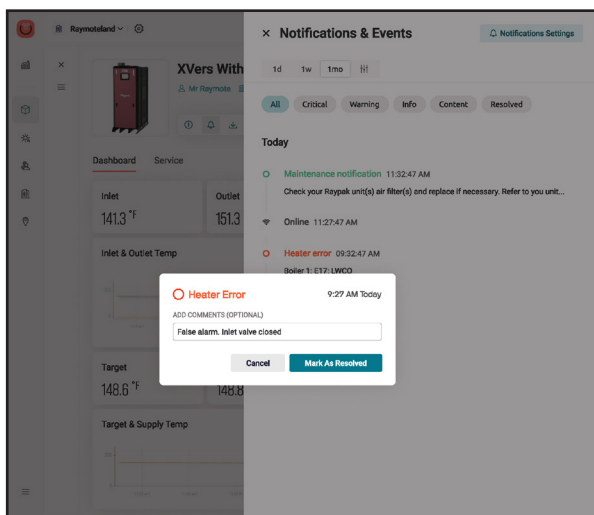 Raymoteland
Notifications & Events
Notifications Settings
1d 1w 1mo
XVers With
Mr Raymote
All Critical Warning Info Content Resolved
Today
Dashboard Service
Maintenance notification 11:32:47 AM
Check your Raypak unit(s) air filter(s) and replace if necessary. Refer to you unit...
Inlet Outlet
141.3 °F 151.3
Online 11:27:47 AM
Inlet & Outlet Temp
Heater error 09:32:47 AM
Boiler 1: E17: LWCO
Heater Error 9:27 AM Today
ADD COMMENTS (OPTIONAL)
False alarm. Inlet valve closed
Cancel Mark As Resolved
Target
148.6 °F 148.8
Target & Supply Temp